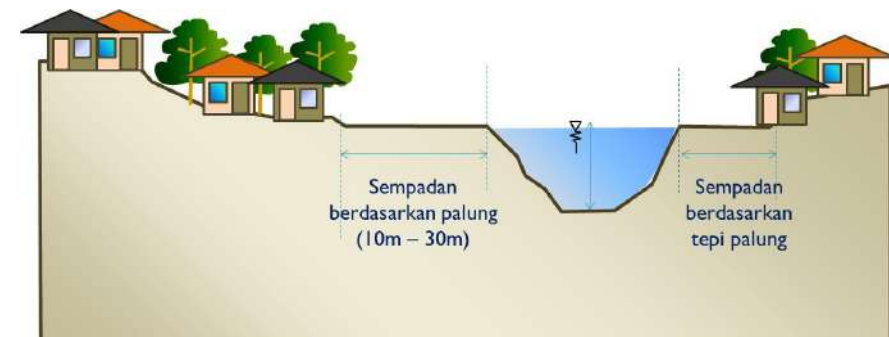 Sempadan
berdasarkan palung
(10m – 30m)
Sempadan
berdasarkan
tepi palung